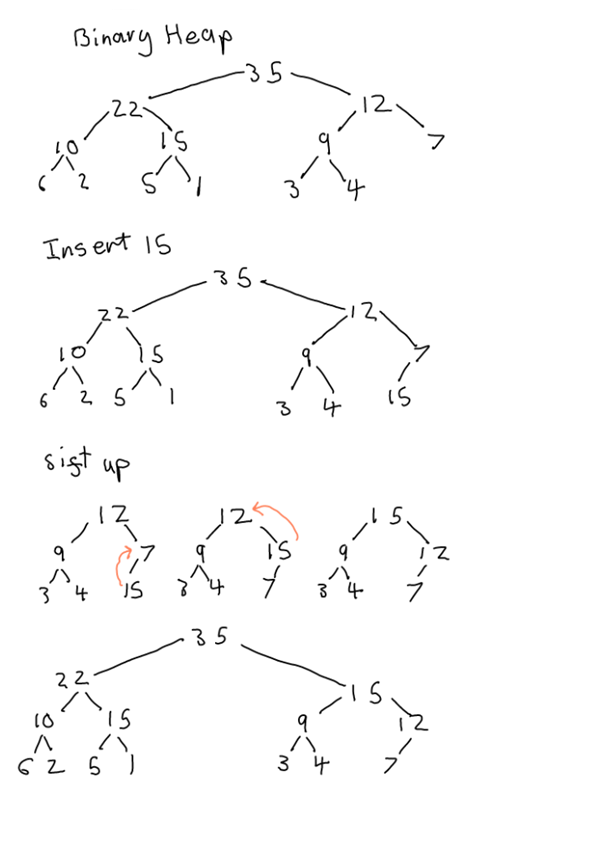 Binary Heap
35
22 12
10 15 9 7
6 2 5 1 3 4
Insert 15
35
22 12
10 15 9 7
6 2 5 1 3 4 15
sift up
12 12 15
9 7 9 15 9 12
3 4 15 3 4 7 3 4 7
35
22 15
10 15 9 12
6 2 5 1 3 4 7